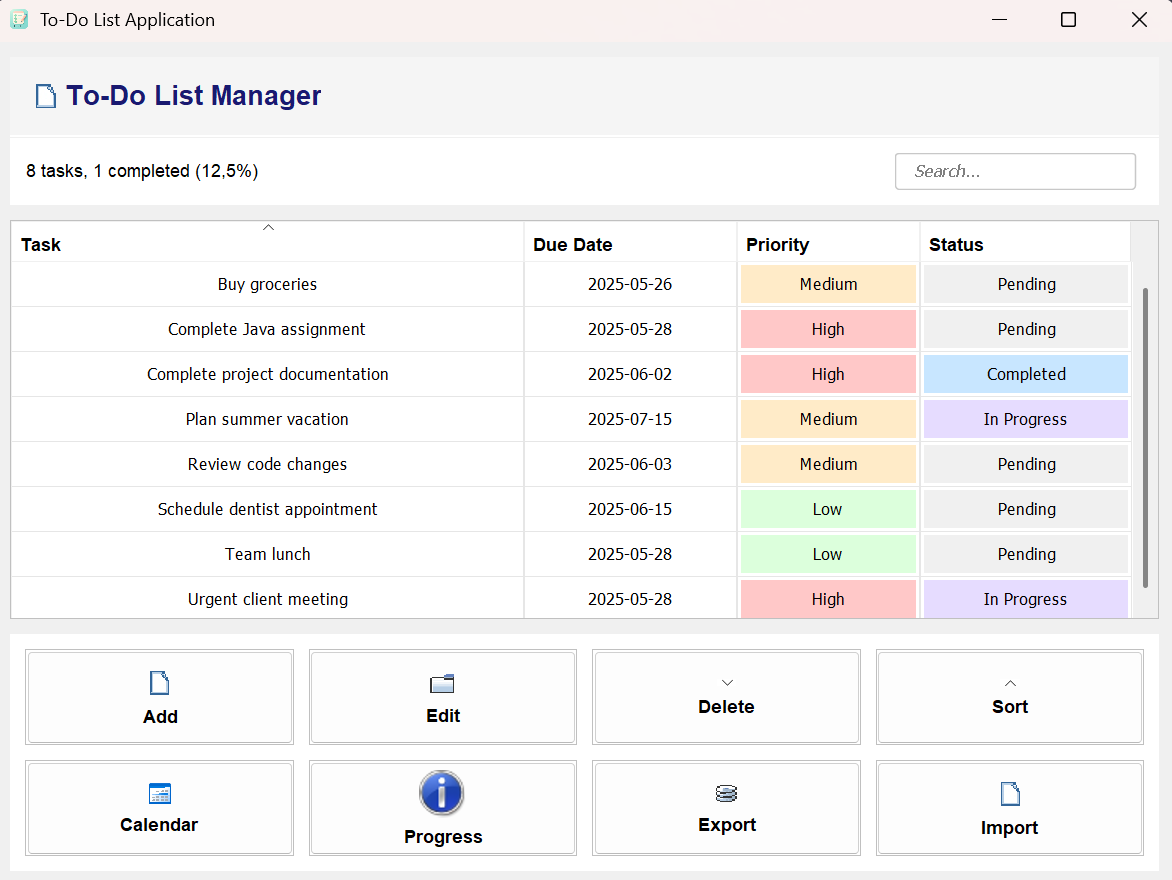 To-Do List Application
To-Do List Manager
8 tasks, 1 completed (12,5%)
Search...
Task Due Date Priority Status
Buy groceries 2025-05-26 Medium Pending
Complete Java assignment 2025-05-28 High Pending
Complete project documentation 2025-06-02 High Completed
Plan summer vacation 2025-07-15 Medium In Progress
Review code changes 2025-06-03 Medium Pending
Schedule dentist appointment 2025-06-15 Low Pending
Team lunch 2025-05-28 Low Pending
Urgent client meeting 2025-05-28 High In Progress
Add Edit Delete Sort
Calendar Progress Export Import